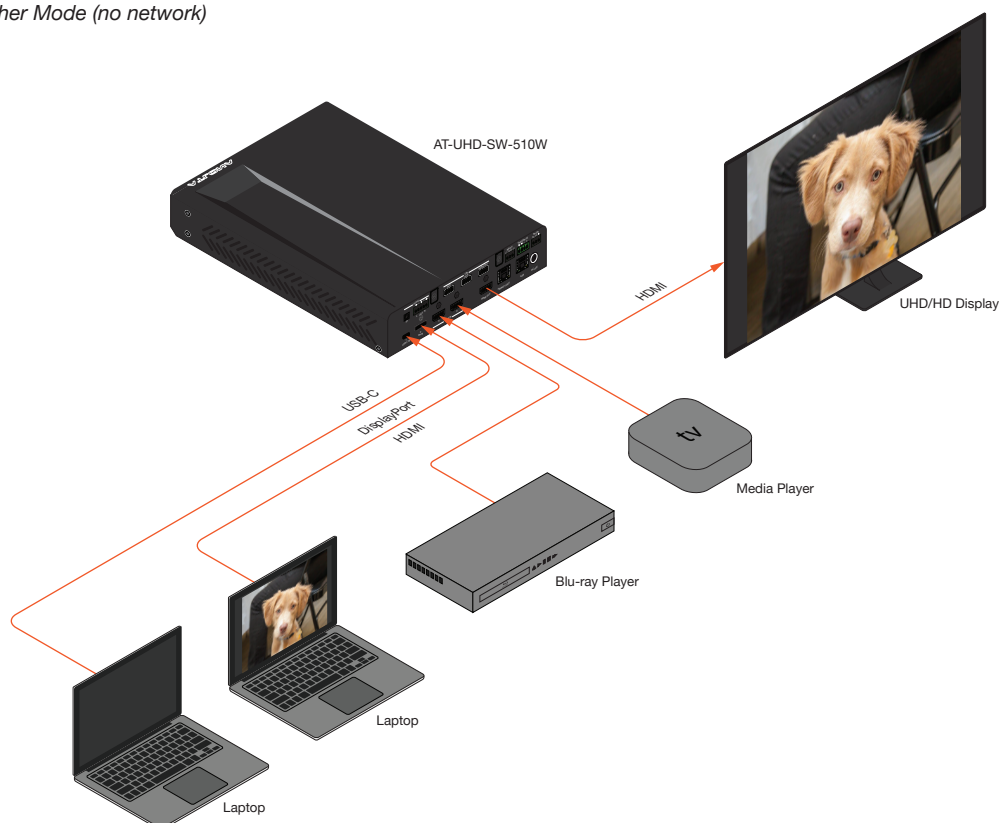 her Mode (no network)
AT-UHD-SW-510W
HDMI
UHD/HD Display
USB-C
DisplayPort
HDMI
tv
Media Player
Blu-ray Player
Laptop
Laptop